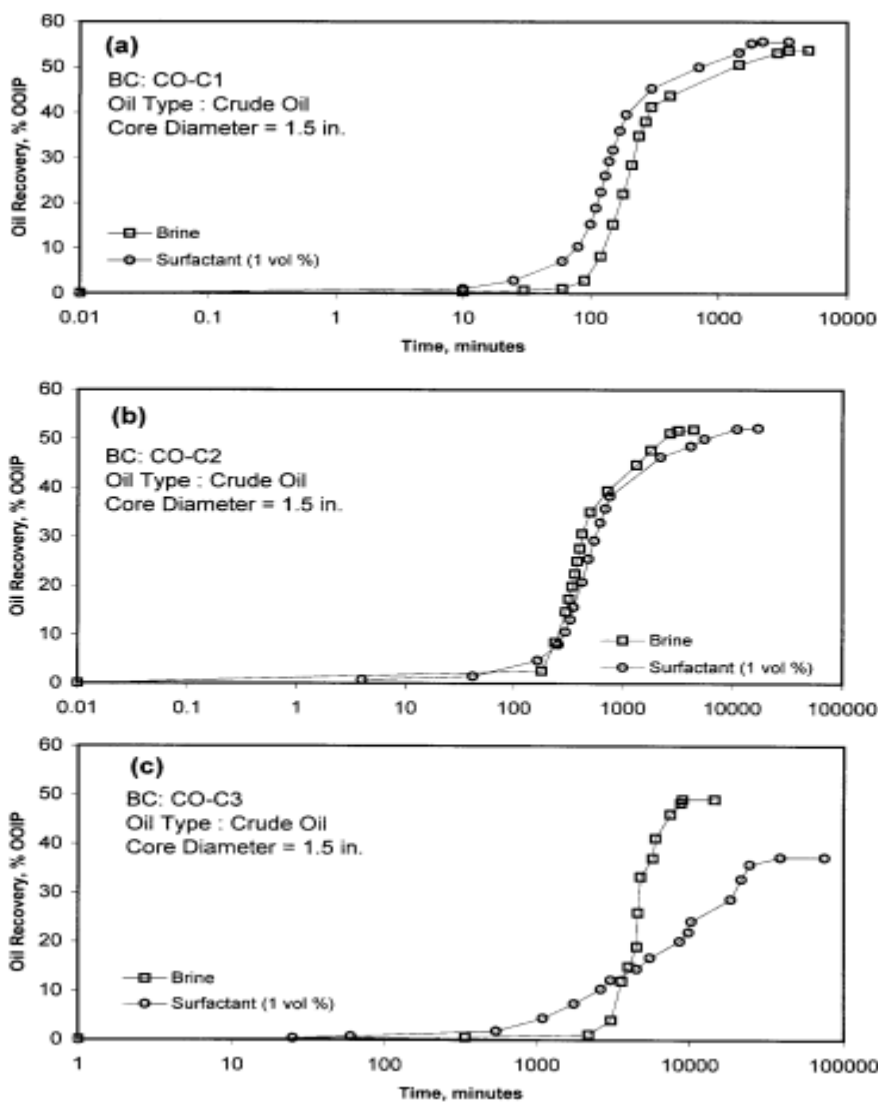 (a)
BC: CO-C1
Oil Type : Crude Oil
Core Diameter = 1.5 in.
Oil Recovery, % OOIP
60
50
40
30
20
10
0
Brine
Surfactant (1 vol %)
0.01 0.1 1 10 100 1000 10000
Time, minutes
(b)
BC: CO-C2
Oil Type : Crude Oil
Core Diameter = 1.5 in.
Oil Recovery, % OOIP
60
50
40
30
20
10
0
Brine
Surfactant (1 vol %)
0.01 0.1 1 10 100 1000 10000 100000
(c)
BC: CO-C3
Oil Type : Crude Oil
Core Diameter = 1.5 in.
Oil Recovery, % OOIP
60
50
40
30
20
10
0
Brine
Surfactant (1 vol %)
1 10 100 1000 10000 100000
Time, minutes